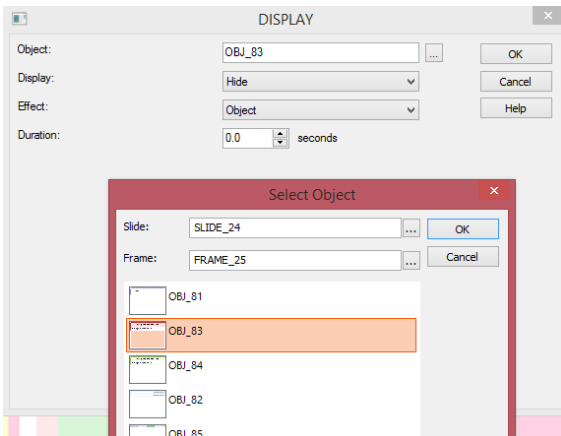 DISPLAY
Object: OBJ_83 ... OK
Display: Hide Cancel
Effect: Object Help
Duration: 0.0 seconds
Select Object
Slide: SLIDE_24 ... OK
Frame: FRAME_25 ... Cancel
OBJ_81
OBJ_83
OBJ_84
OBJ_82
OBJ_85